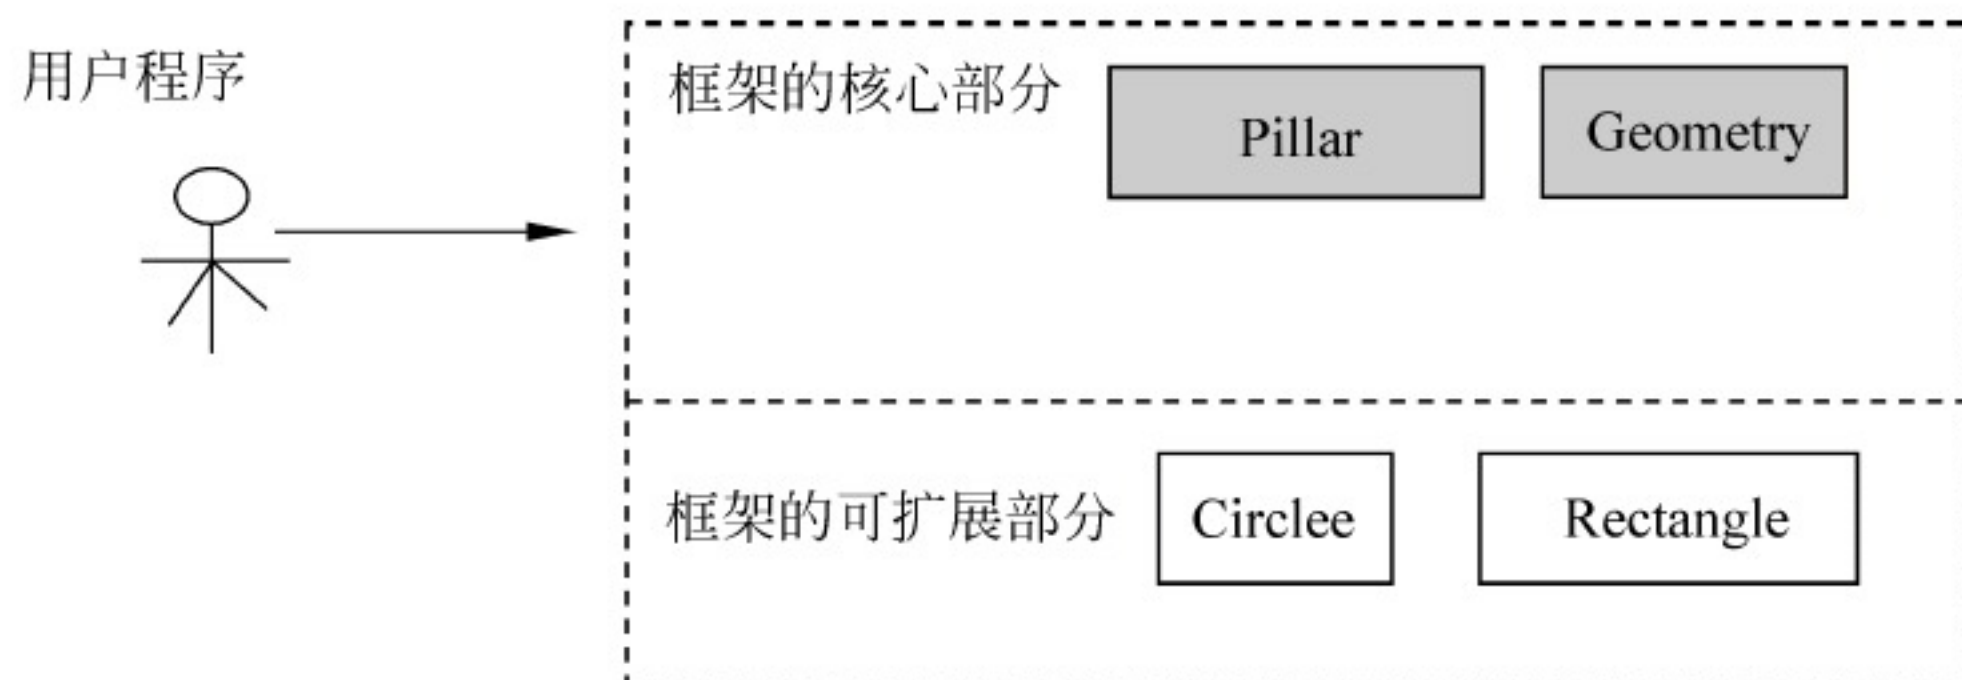 用户程序
框架的核心部分
Pillar
Geometry
框架的可扩展部分
Circlee
Rectangle